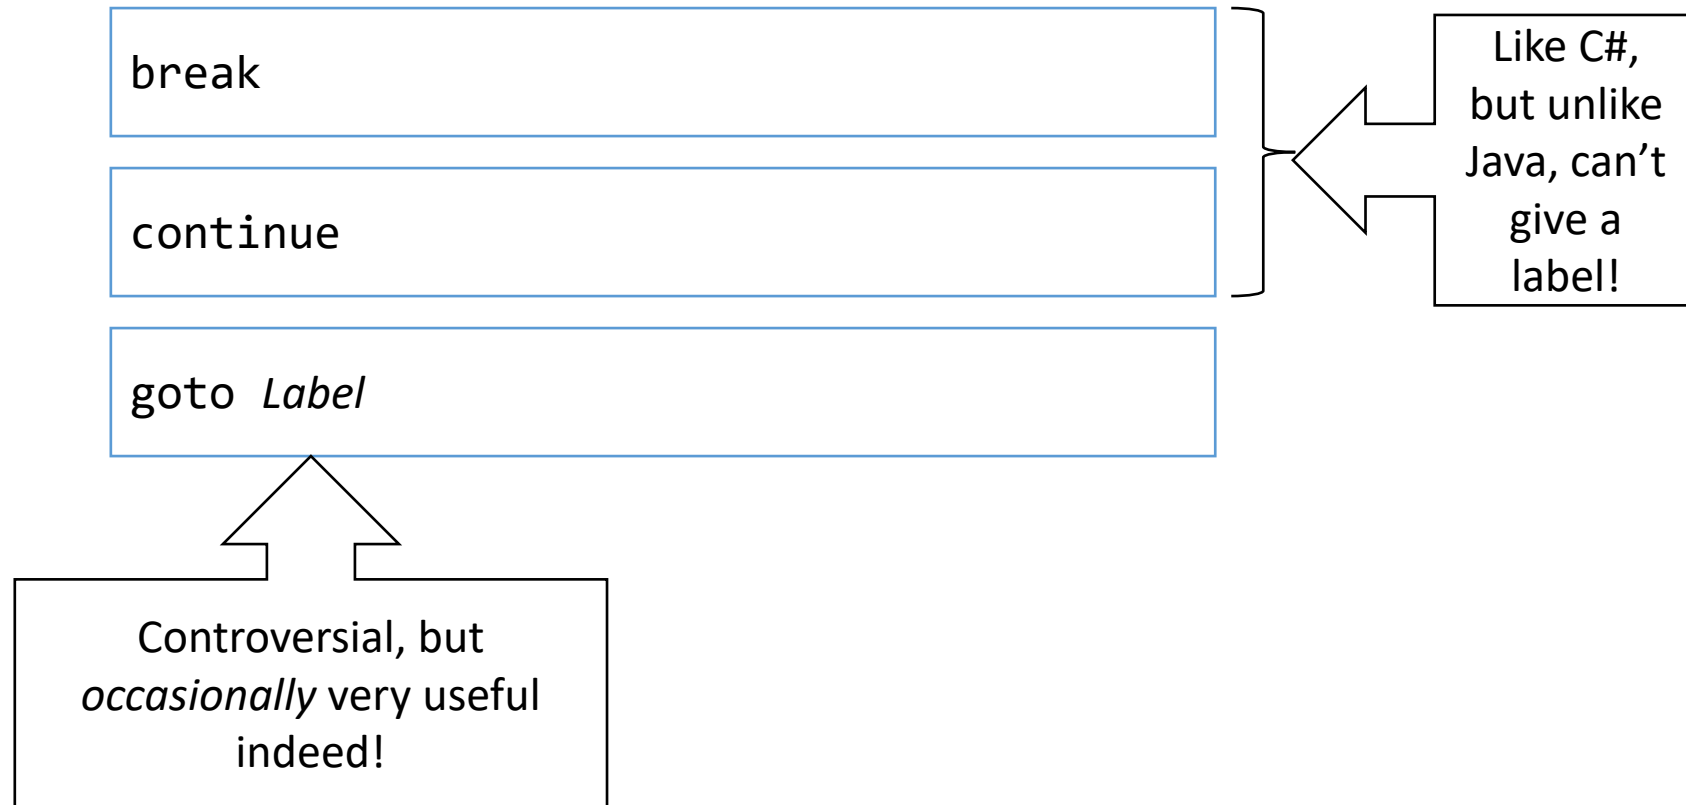 break
continue
goto Label
Like C#,
but unlike
Java, can’t
give a
label!
Controversial, but
occasionally very useful
indeed!